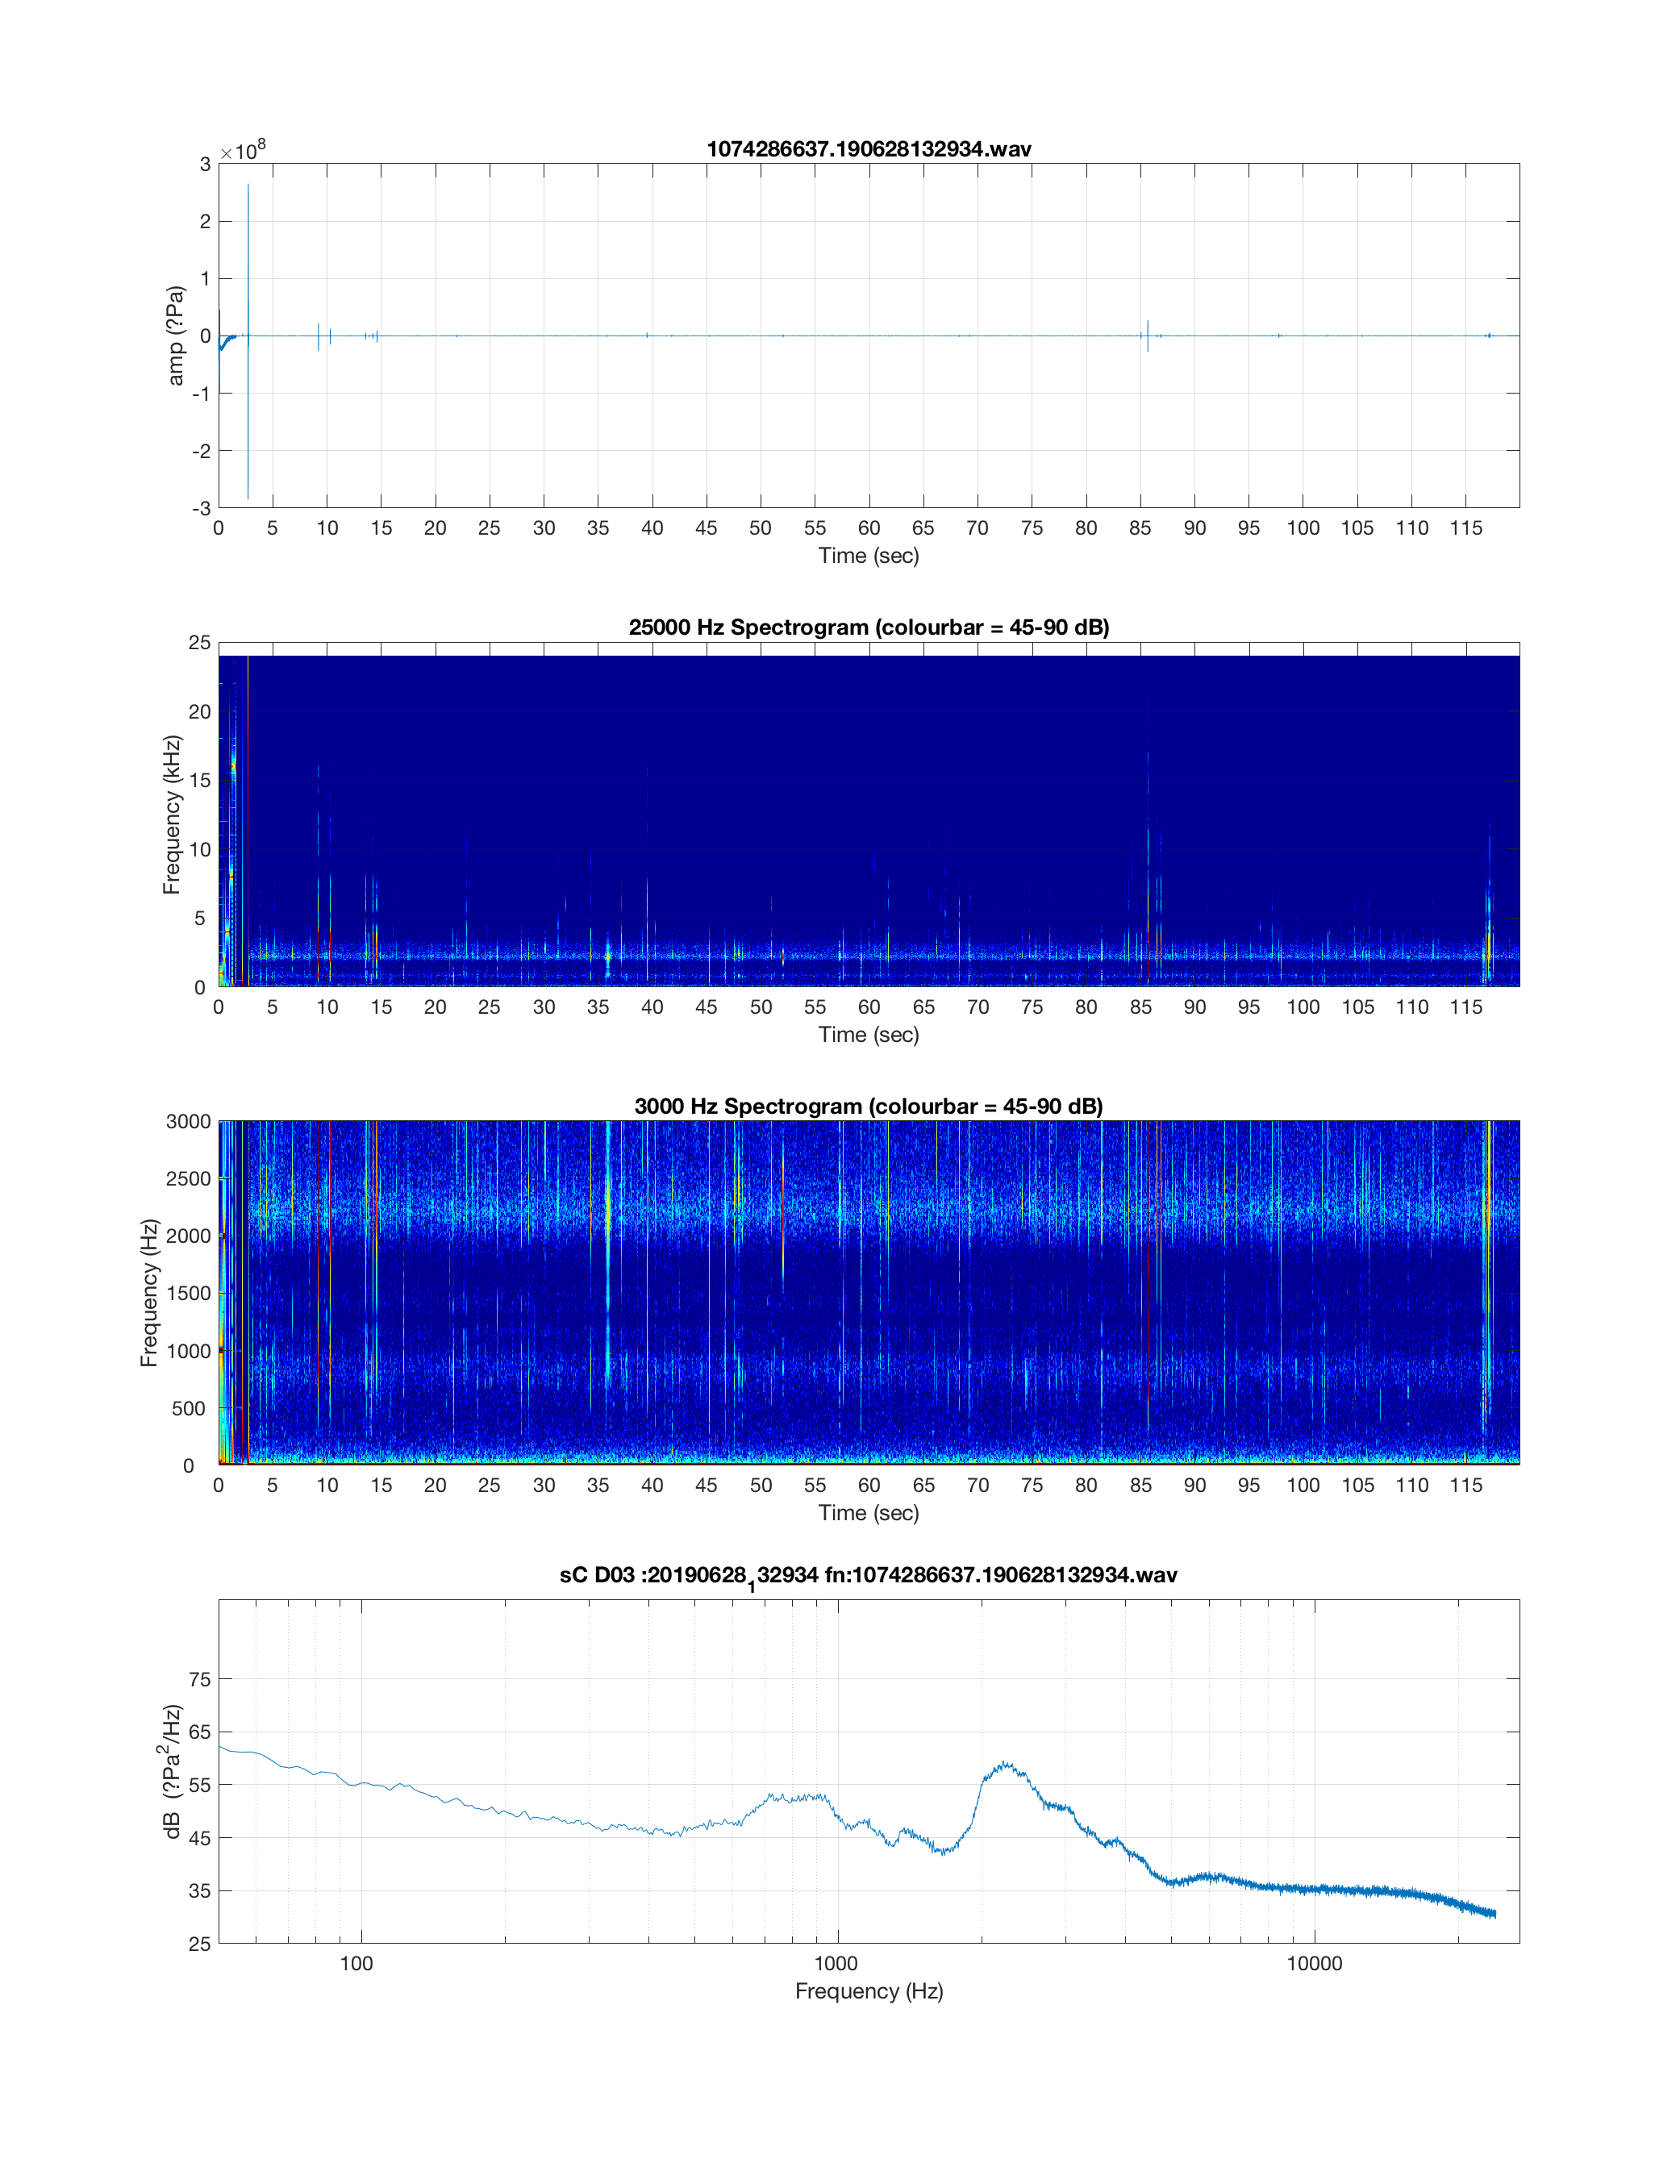 1074286637.190628132934.wav
×10^8
3
2
1
0
-1
-2
-3
amp (?Pa)
0 5 10 15 20 25 30 35 40 45 50 55 60 65 70 75 80 85 90 95 100 105 110 115
Time (sec)
25000 Hz Spectrogram (colourbar = 45-90 dB)
25
20
15
10
5
0
Frequency (kHz)
0 5 10 15 20 25 30 35 40 45 50 55 60 65 70 75 80 85 90 95 100 105 110 115
Time (sec)
3000 Hz Spectrogram (colourbar = 45-90 dB)
3000
2500
2000
1500
1000
500
0
Frequency (Hz)
0 5 10 15 20 25 30 35 40 45 50 55 60 65 70 75 80 85 90 95 100 105 110 115
Time (sec)
sC D03 :20190628_132934 fn:1074286637.190628132934.wav
75
65
55
45
35
25
dB (?Pa²/Hz)
100 1000 10000
Frequency (Hz)